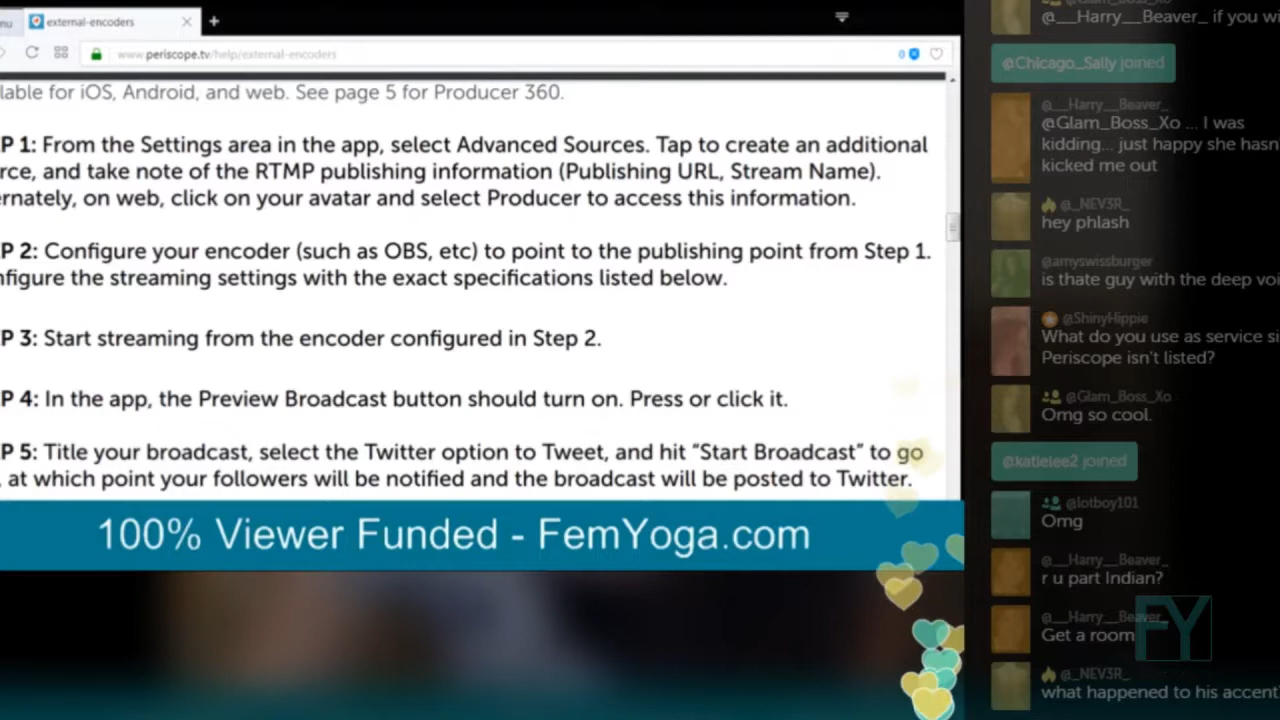 nu
external-encoders
www.periscope.tv/help/external-encoders
0
lable for iOS, Android, and web. See page 5 for Producer 360.
P 1: From the Settings area in the app, select Advanced Sources. Tap to create an additional
rce, and take note of the RTMP publishing information (Publishing URL, Stream Name).
ernately, on web, click on your avatar and select Producer to access this information.
P 2: Configure your encoder (such as OBS, etc) to point to the publishing point from Step 1.
nfigure the streaming settings with the exact specifications listed below.
P 3: Start streaming from the encoder configured in Step 2.
P 4: In the app, the Preview Broadcast button should turn on. Press or click it.
P 5: Title your broadcast, select the Twitter option to Tweet, and hit “Start Broadcast” to go
, at which point your followers will be notified and the broadcast will be posted to Twitter.
100% Viewer Funded - FemYoga.com
@Glam_Boss_Xo
@__Harry__Beaver_ if you wi
@Chicago_Sally joined
@__Harry__Beaver_
@Glam_Boss_Xo ... I was
kidding... just happy she hasn
kicked me out
@_NEV3R_
hey phlash
@amyswissburger
is thate guy with the deep voi
@ShinyHippie
What do you use as service si
Periscope isn't listed?
@Glam_Boss_Xo
Omg so cool.
@katielee2 joined
@lotboy101
Omg
@__Harry__Beaver_
r u part Indian?
@__Harry__Beaver_
Get a room
FY
@_NEV3R_
what happened to his accent